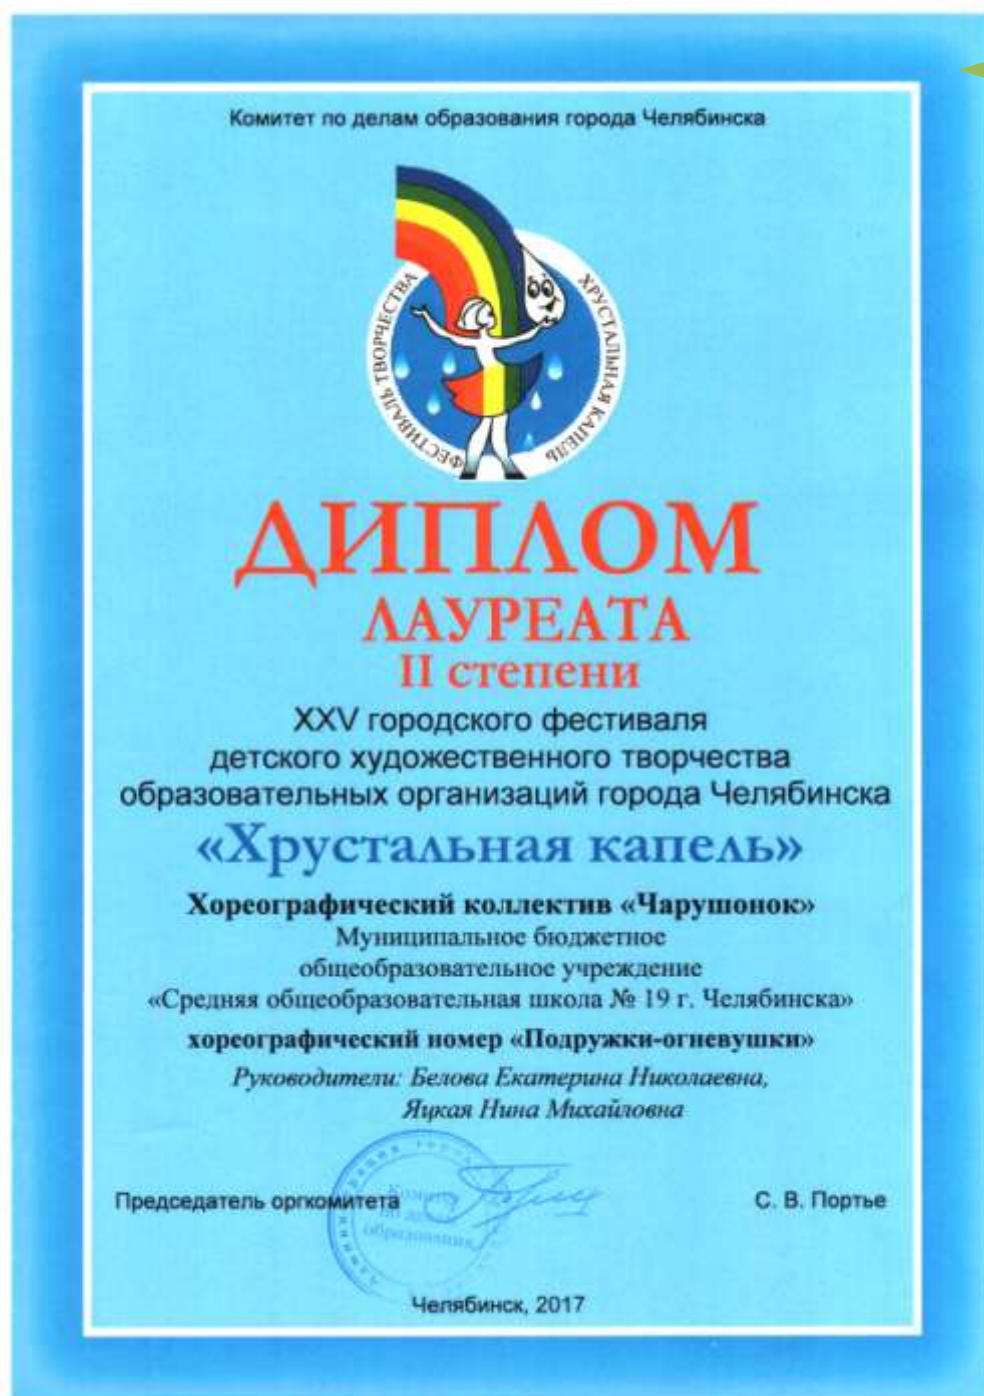 Комитет по делам образования города Челябинска
ФЕСТИВАЛЬ ТВОРЧЕСТВА
ХРУСТАЛЬНАЯ КАПЕЛЬ
ДИПЛОМ
ЛАУРЕАТА
II степени
XXV городского фестиваля
детского художественного творчества
образовательных организаций города Челябинска
«Хрустальная капель»
Хореографический коллектив «Чарушонок»
Муниципальное бюджетное
общеобразовательное учреждение
«Средняя общеобразовательная школа № 19 г. Челябинска»
хореографический номер «Подружки-огневушки»
Руководители: Белова Екатерина Николаевна,
Яцкая Нина Михайловна
Председатель оргкомитета
С. В. Портье
образования
Челябинск, 2017